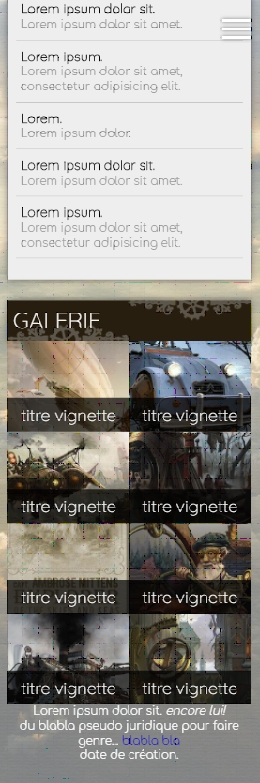 Lorem ipsum dolor sit.
Lorem ipsum dolor sit amet.
Lorem ipsum.
Lorem ipsum dolor sit amet,
consectetur adipisicing elit.
Lorem.
Lorem ipsum dolor.
Lorem ipsum dolor sit.
Lorem ipsum dolor sit amet.
Lorem ipsum.
Lorem ipsum dolor sit amet,
consectetur adipisicing elit.
GALERIE
titre vignette titre vignette
titre vignette titre vignette
titre vignette titre vignette
titre vignette titre vignette
Lorem ipsum dolor sit. encore lui!
du blabla pseudo juridique pour faire
genre... blabla bla
date de création.